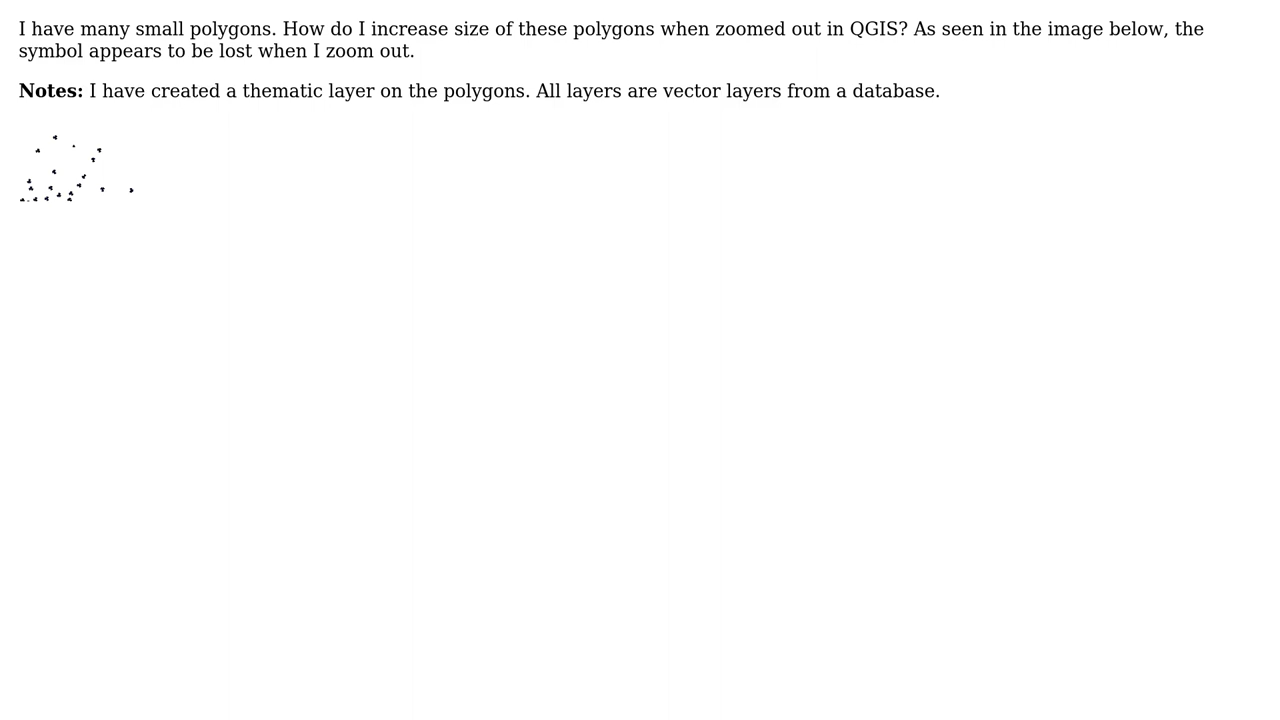 I have many small polygons. How do I increase size of these polygons when zoomed out in QGIS? As seen in the image below, the
symbol appears to be lost when I zoom out.
Notes: I have created a thematic layer on the polygons. All layers are vector layers from a database.